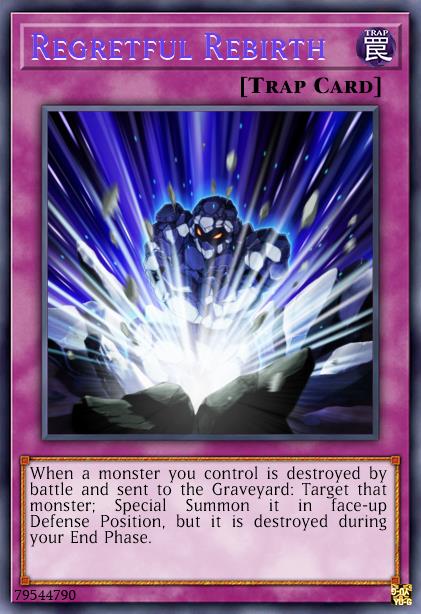 Regretful Rebirth
TRAP
罠
[Trap Card]
When a monster you control is destroyed by
battle and sent to the Graveyard: Target that
monster; Special Summon it in face-up
Defense Position, but it is destroyed during
your End Phase.
79544790